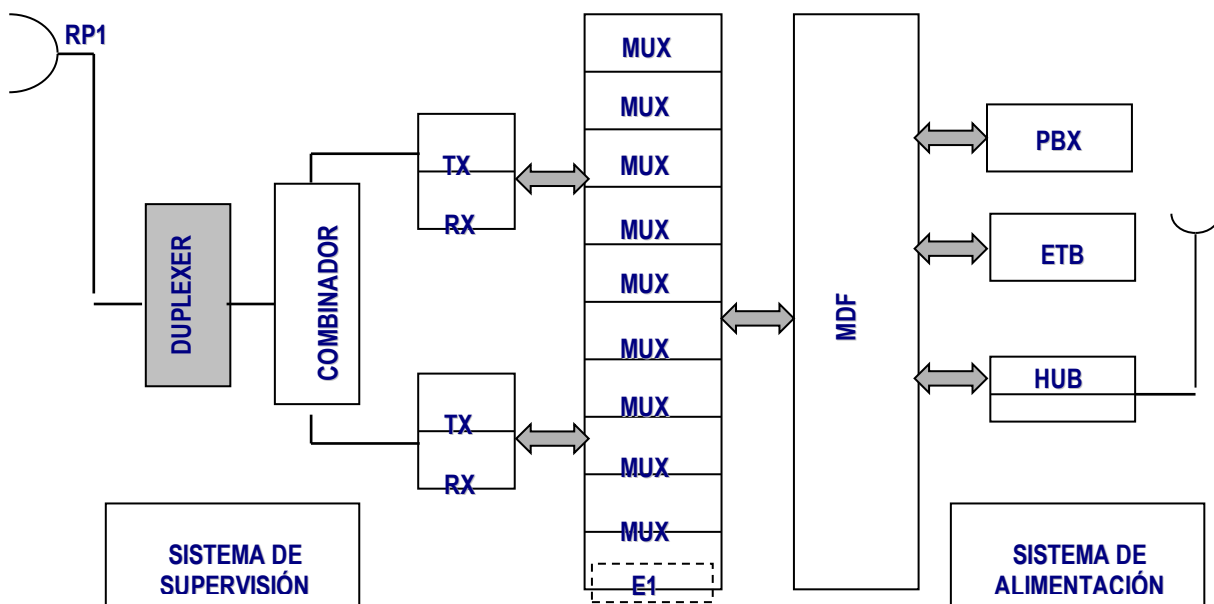 RP1
DUPLEXER
COMBINADOR
TX
RX
TX
RX
MUX
MUX
MUX
MUX
MUX
MUX
MUX
MUX
MUX
E1
MDF
PBX
ETB
HUB
SISTEMA DE
SUPERVISIÓN
SISTEMA DE
ALIMENTACIÓN